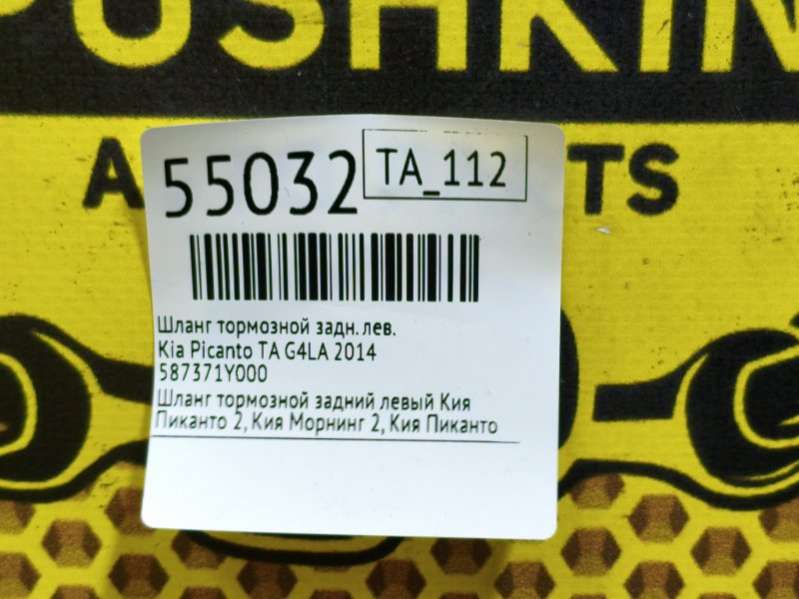 PUSHKIN
TS
55032
TA_112
Шланг тормозной задн. лев.
Kia Picanto TA G4LA 2014
587371Y000
Шланг тормозной задний левый Кия
Пиканто 2, Кия Морнинг 2, Кия Пиканто